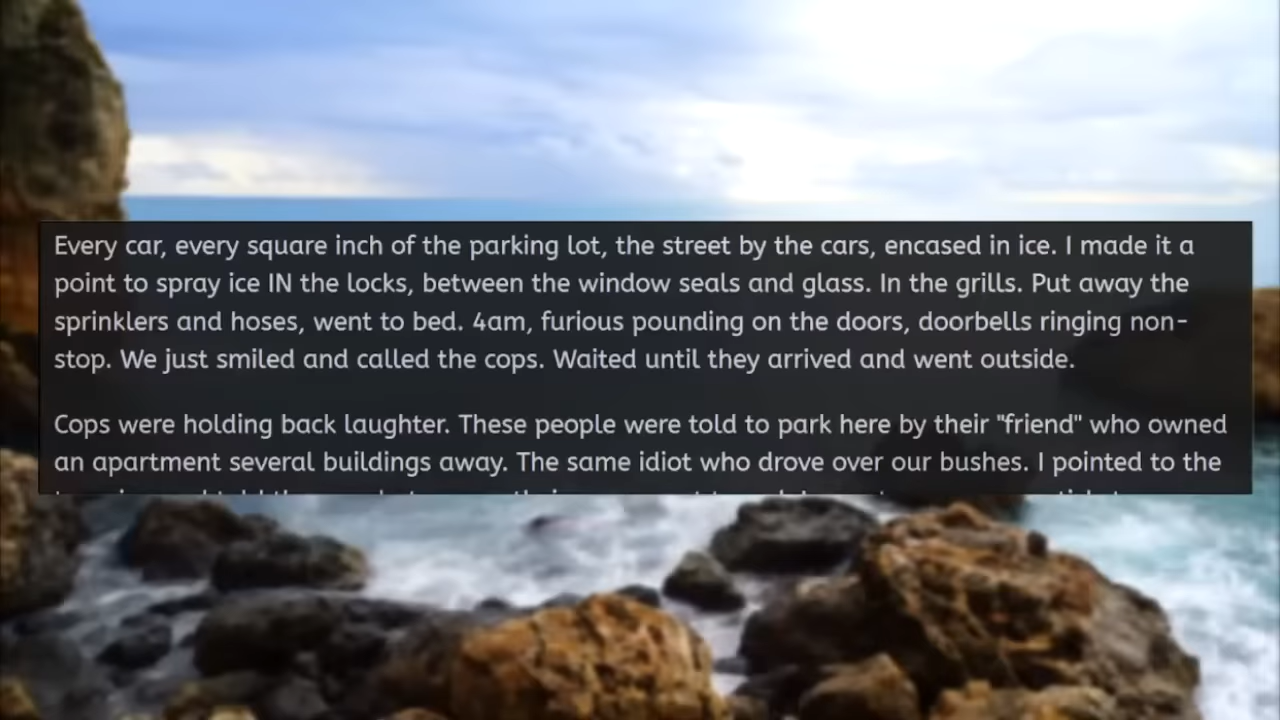 Every car, every square inch of the parking lot, the street by the cars, encased in ice. I made it a
point to spray ice IN the locks, between the window seals and glass. In the grills. Put away the
sprinklers and hoses, went to bed. 4am, furious pounding on the doors, doorbells ringing non-
stop. We just smiled and called the cops. Waited until they arrived and went outside.
Cops were holding back laughter. These people were told to park here by their "friend" who owned
an apartment several buildings away. The same idiot who drove over our bushes. I pointed to the